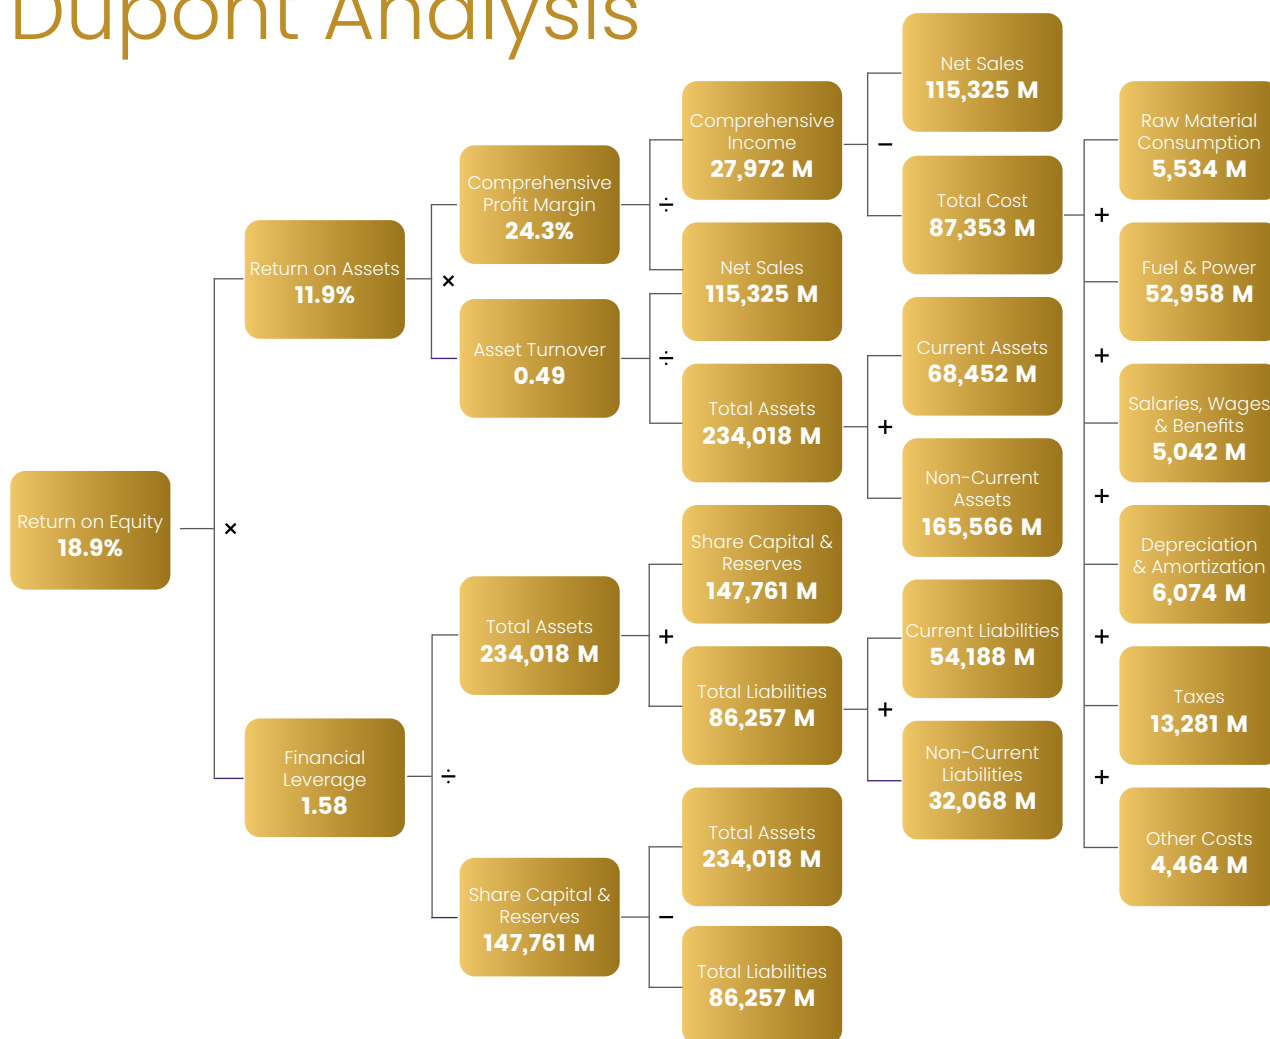 Dupont Analysis
Return on Equity
18.9%
×
Return on Assets
11.9%
×
Financial
Leverage
1.58
÷
Comprehensive
Profit Margin
24.3%
÷
Asset Turnover
0.49
÷
Total Assets
234,018 M
+
Share Capital &
Reserves
147,761 M
−
Comprehensive
Income
27,972 M
−
Net Sales
115,325 M
Total Assets
234,018 M
+
Share Capital &
Reserves
147,761 M
Total Liabilities
86,257 M
+
Total Assets
234,018 M
Total Liabilities
86,257 M
Net Sales
115,325 M
Total Cost
87,353 M
Current Assets
68,452 M
Non-Current
Assets
165,566 M
Current Liabilities
54,188 M
Non-Current
Liabilities
32,068 M
Raw Material
Consumption
5,534 M
+
Fuel & Power
52,958 M
+
Salaries, Wages
& Benefits
5,042 M
+
Depreciation
& Amortization
6,074 M
+
Taxes
13,281 M
+
Other Costs
4,464 M